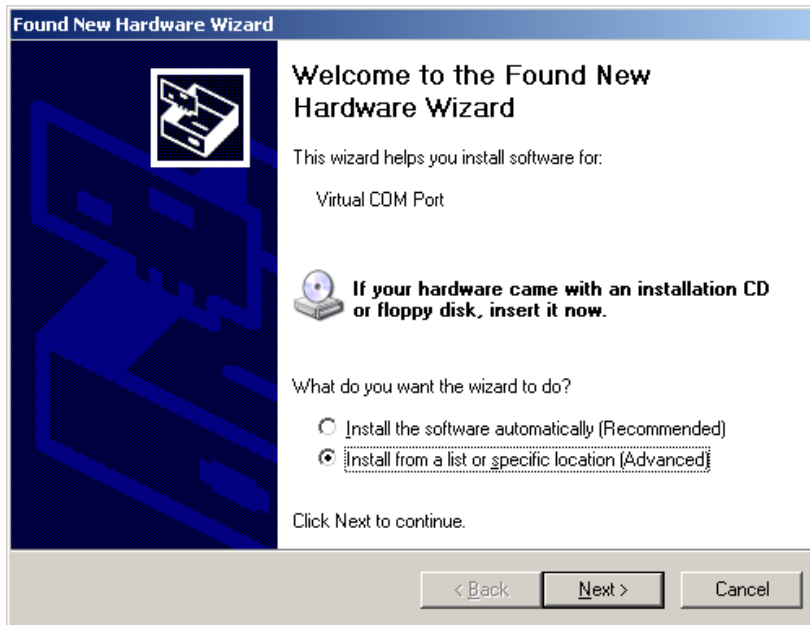 Found New Hardware Wizard
Welcome to the Found New
Hardware Wizard
This wizard helps you install software for:
Virtual COM Port
If your hardware came with an installation CD
or floppy disk, insert it now.
What do you want the wizard to do?
Install the software automatically (Recommended)
Install from a list or specific location (Advanced)
Click Next to continue.
< Back Next > Cancel